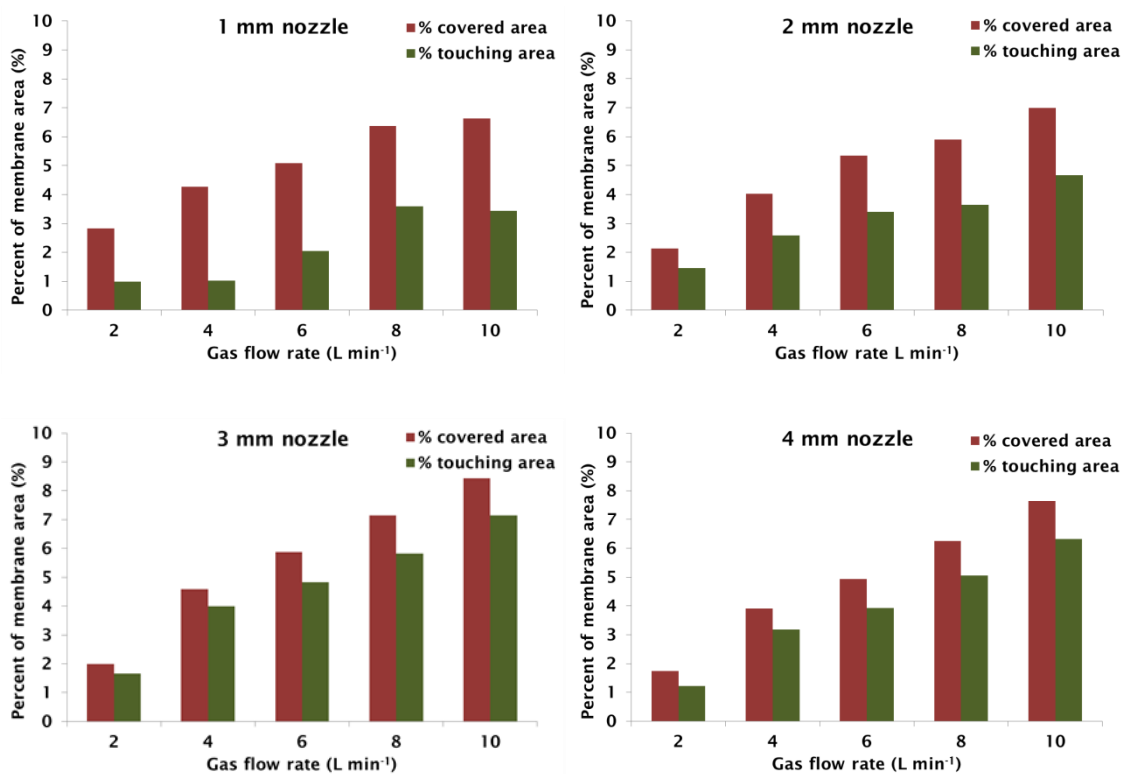 1 mm nozzle
% covered area
% touching area
Percent of membrane area (%)
10
9
8
7
6
5
4
3
2
1
0
2 4 6 8 10
Gas flow rate (L min⁻¹)
2 mm nozzle
% covered area
% touching area
Percent of membrane area (%)
10
9
8
7
6
5
4
3
2
1
0
2 4 6 8 10
Gas flow rate L min⁻¹)
3 mm nozzle
% covered area
% touching area
Percent of membrane area (%)
10
9
8
7
6
5
4
3
2
1
0
2 4 6 8 10
Gas flow rate (L min⁻¹)
4 mm nozzle
% covered area
% touching area
Percent of membrane area (%)
10
9
8
7
6
5
4
3
2
1
0
2 4 6 8 10
Gas flow rate (L min⁻¹)